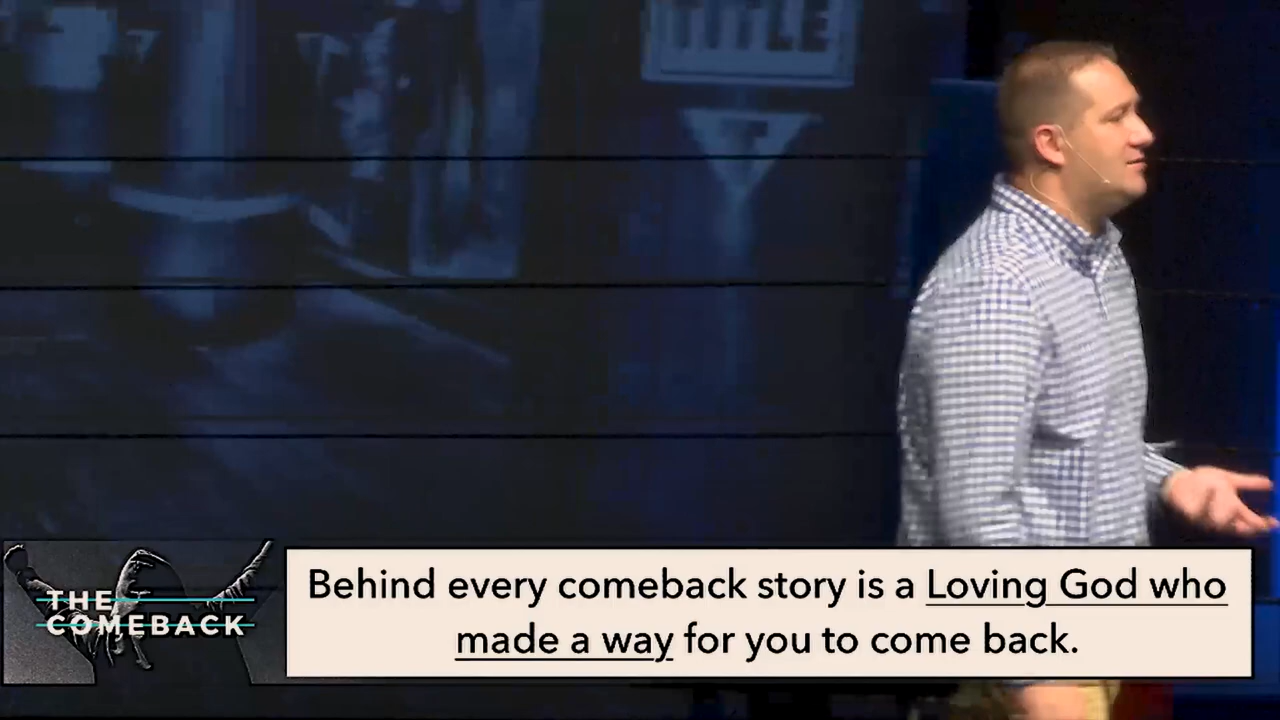 TITLE
T
THE
COMEBACK
Behind every comeback story is a Loving God who
made a way for you to come back.